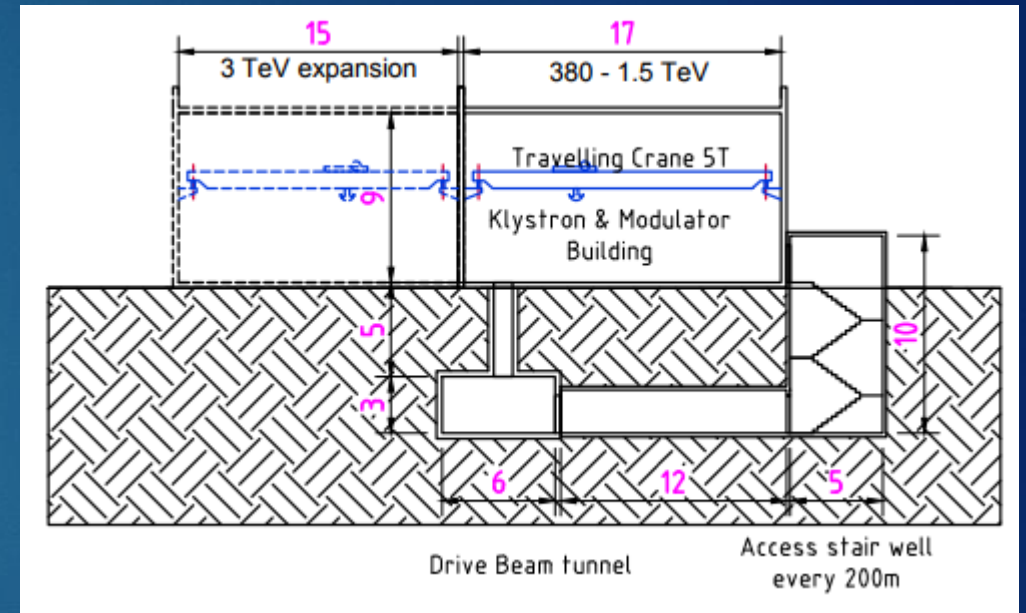 15
17
3 TeV expansion
380 - 1.5 TeV
Travelling Crane 5T
9
Klystron & Modulator
Building
5
10
3
6
12
5
Drive Beam tunnel
Access stair well
every 200m